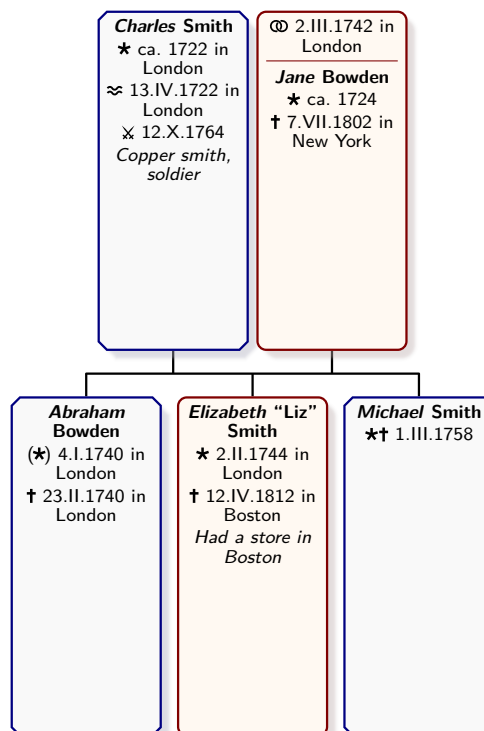 Charles Smith
★ ca. 1722 in
London
≈ 13.IV.1722 in
London
⚔ 12.X.1764
Copper smith,
soldier
⚭ 2.III.1742 in
London
Jane Bowden
★ ca. 1724
† 7.VII.1802 in
New York
Abraham
Bowden
(★) 4.I.1740 in
London
† 23.II.1740 in
London
Elizabeth “Liz”
Smith
★ 2.II.1744 in
London
† 12.IV.1812 in
Boston
Had a store in
Boston
Michael Smith
★† 1.III.1758